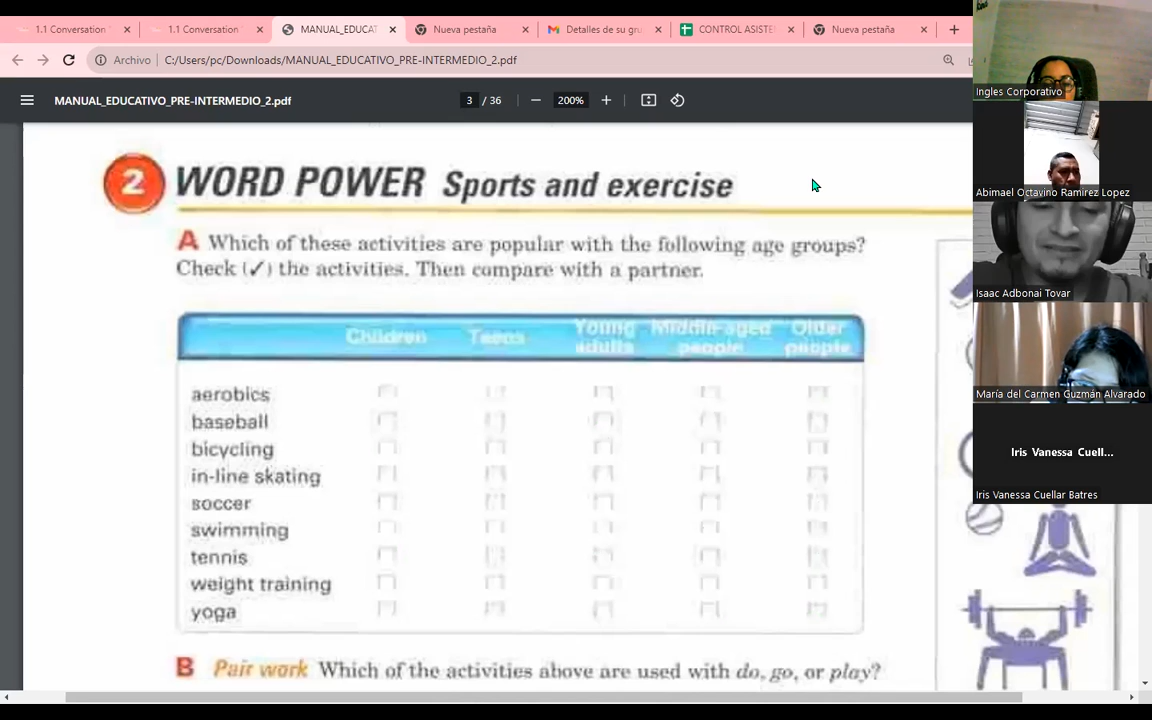 1.1 Conversation
1.1 Conversation
MANUAL_EDUCAT
Nueva pestaña
Detalles de su gru
CONTROL ASISTE
Nueva pestaña
Archivo
C:/Users/pc/Downloads/MANUAL_EDUCATIVO_PRE-INTERMEDIO_2.pdf
MANUAL_EDUCATIVO_PRE-INTERMEDIO_2.pdf
3 / 36
200%
2 WORD POWER Sports and exercise
A Which of these activities are popular with the following age groups?
Check (✓) the activities. Then compare with a partner.
Children Teens Young adults Middle-aged people Older people
aerobics
baseball
bicycling
in-line skating
soccer
swimming
tennis
weight training
yoga
B Pair work Which of the activities above are used with do, go, or play?
Ingles Corporativo
Abimael Octavino Ramirez Lopez
Isaac Adbonai Tovar
María del Carmen Guzmán Alvarado
Iris Vanessa Cuell...
Iris Vanessa Cuellar Batres